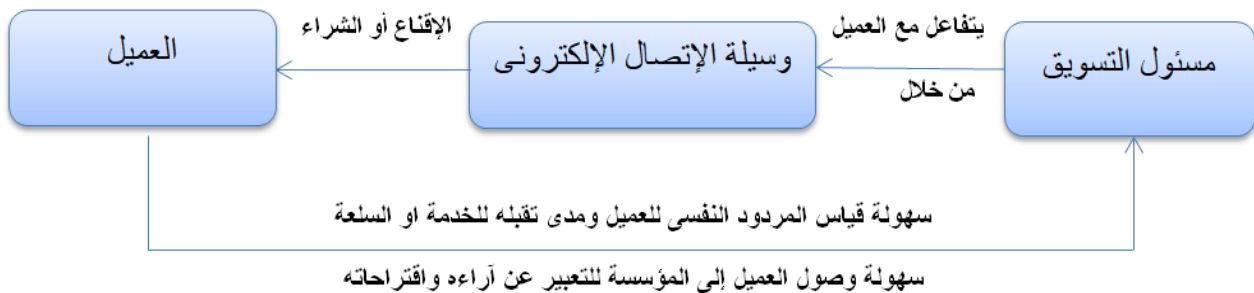 مسئول التسويق
يتفاعل مع العميل
من خلال
وسيلة الإتصال الإلكترونى
الإقناع أو الشراء
العميل
سهولة قياس المردود النفسى للعميل ومدى تقبله للخدمة او السلعة
سهولة وصول العميل إلى المؤسسة للتعبير عن آراءه واقتراحاته